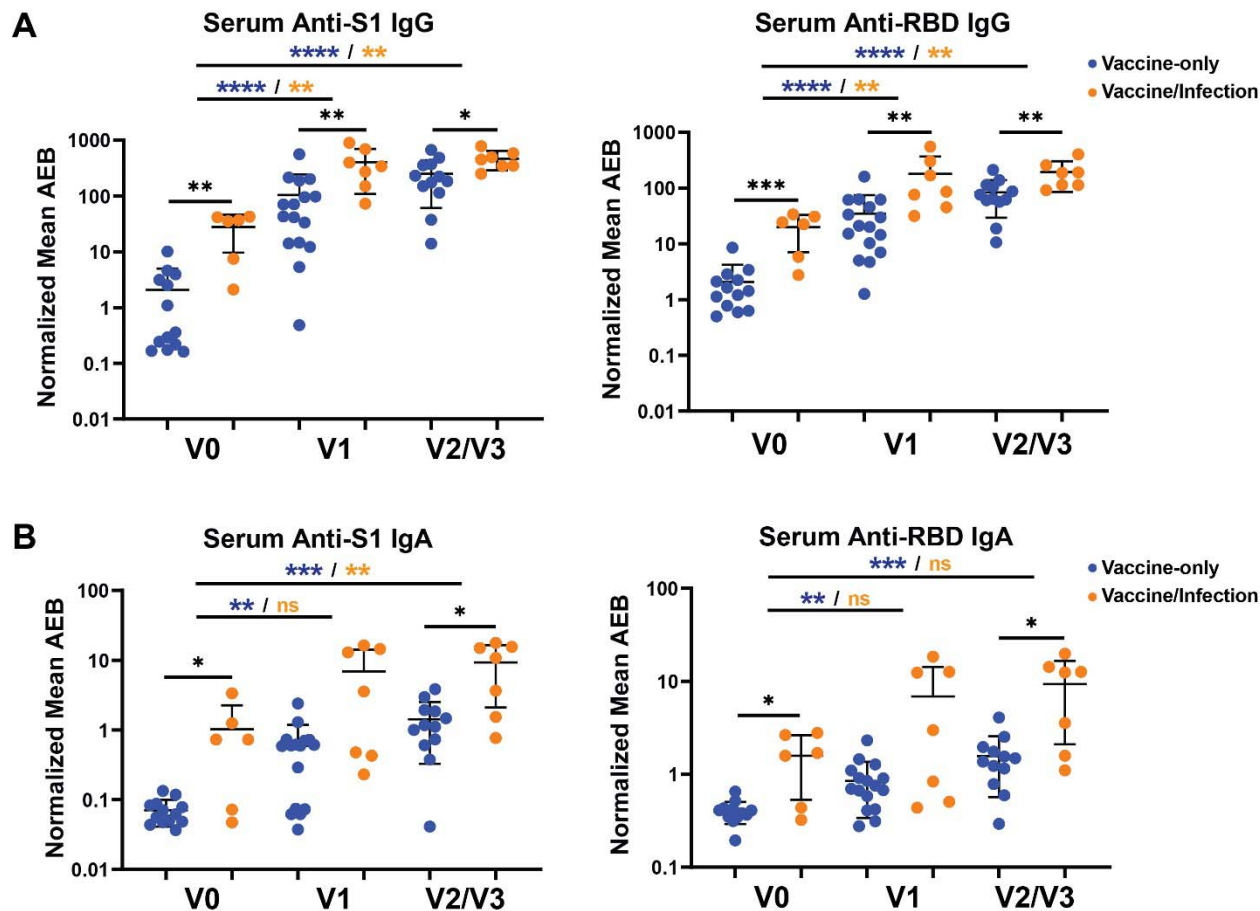 A
Serum Anti-S1 IgG
**** / **
**** / **
**
*
**
Normalized Mean AEB
1000
100
10
1
0.1
0.01
V0
V1
V2/V3
Serum Anti-RBD IgG
**** / **
**** / **
**
**
***
Normalized Mean AEB
1000
100
10
1
0.1
0.01
V0
V1
V2/V3
Vaccine-only
Vaccine/Infection
B
Serum Anti-S1 IgA
*** / **
** / ns
*
*
Normalized Mean AEB
100
10
1
0.1
0.01
V0
V1
V2/V3
Serum Anti-RBD IgA
*** / ns
** / ns
*
*
Normalized Mean AEB
100
10
1
0.1
V0
V1
V2/V3
Vaccine-only
Vaccine/Infection